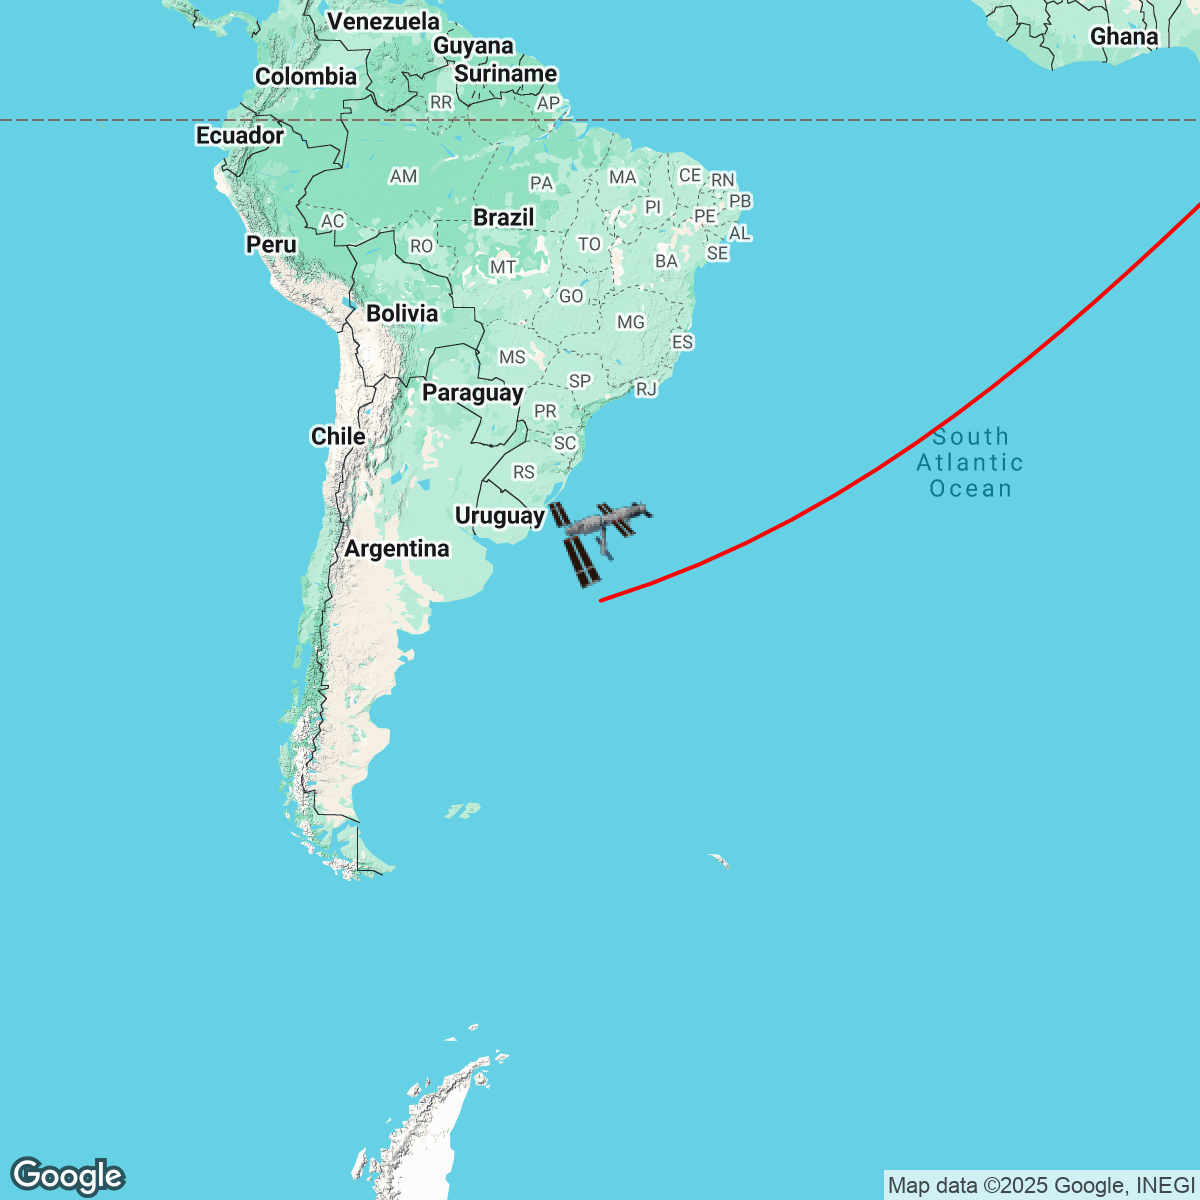 Venezuela
Ghana
Guyana
Suriname
Colombia
RR
AP
Ecuador
AM
PA
MA
CE
RN
PB
PI
PE
AL
AC
Brazil
Peru
RO
TO
SE
MT
BA
GO
Bolivia
MG
ES
MS
SP
RJ
Paraguay
PR
Chile
SC
South
Atlantic
Ocean
RS
Uruguay
Argentina
Google
Map data ©2025 Google, INEGI